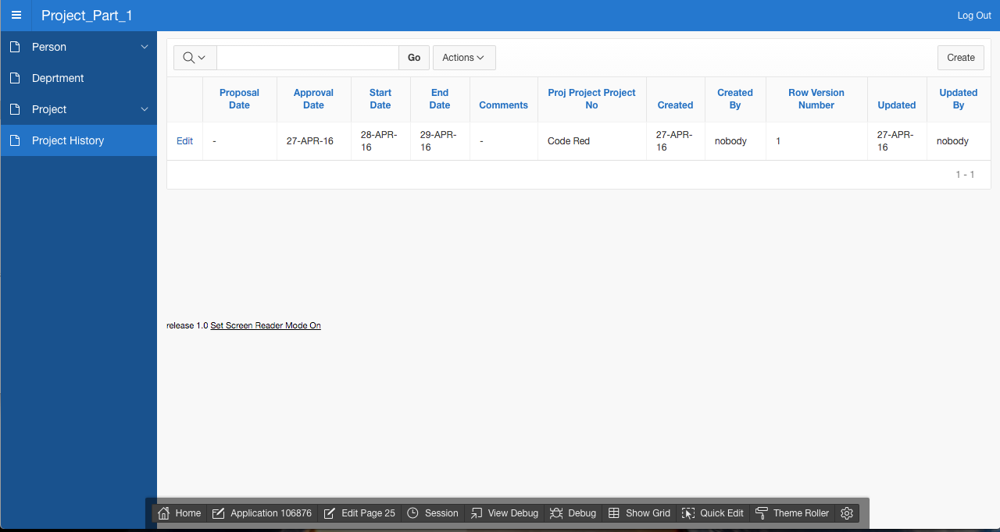 Project_Part_1
Log Out
Person
Deprtment
Project
Project History
Go
Actions
Create
Proposal Date
Approval Date
Start Date
End Date
Comments
Proj Project Project No
Created
Created By
Row Version Number
Updated
Updated By
Edit
-
27-APR-16
28-APR-16
29-APR-16
-
Code Red
27-APR-16
nobody
1
27-APR-16
nobody
1 - 1
release 1.0 Set Screen Reader Mode On
Home
Application 106876
Edit Page 25
Session
View Debug
Debug
Show Grid
Quick Edit
Theme Roller